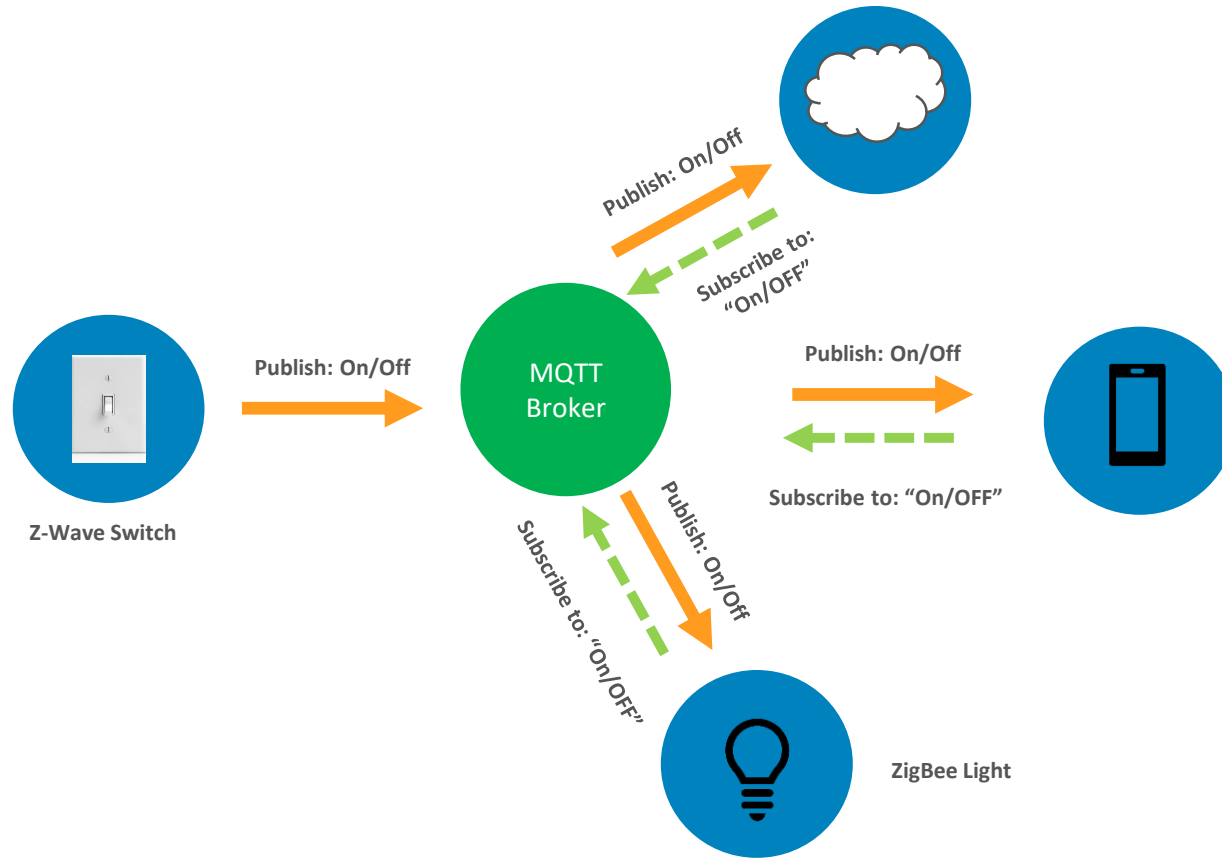 Publish: On/Off
Subscribe to:
“On/OFF”
Publish: On/Off
MQTT
Broker
Publish: On/Off
Subscribe to: “On/OFF”
Z-Wave Switch
Publish: On/Off
Subscribe to: “On/OFF”
ZigBee Light